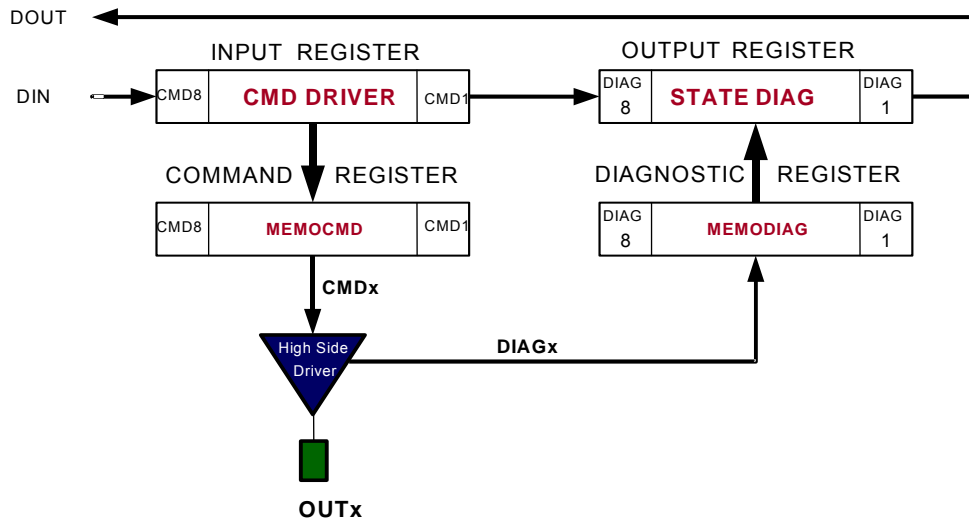 DOUT
INPUT REGISTER
OUTPUT REGISTER
DIN
CMD8
CMD DRIVER
CMD1
DIAG
8
STATE DIAG
DIAG
1
COMMAND REGISTER
DIAGNOSTIC REGISTER
CMD8
MEMOCMD
CMD1
DIAG
8
MEMODIAG
DIAG
1
CMDx
High Side
Driver
DIAGx
OUTx